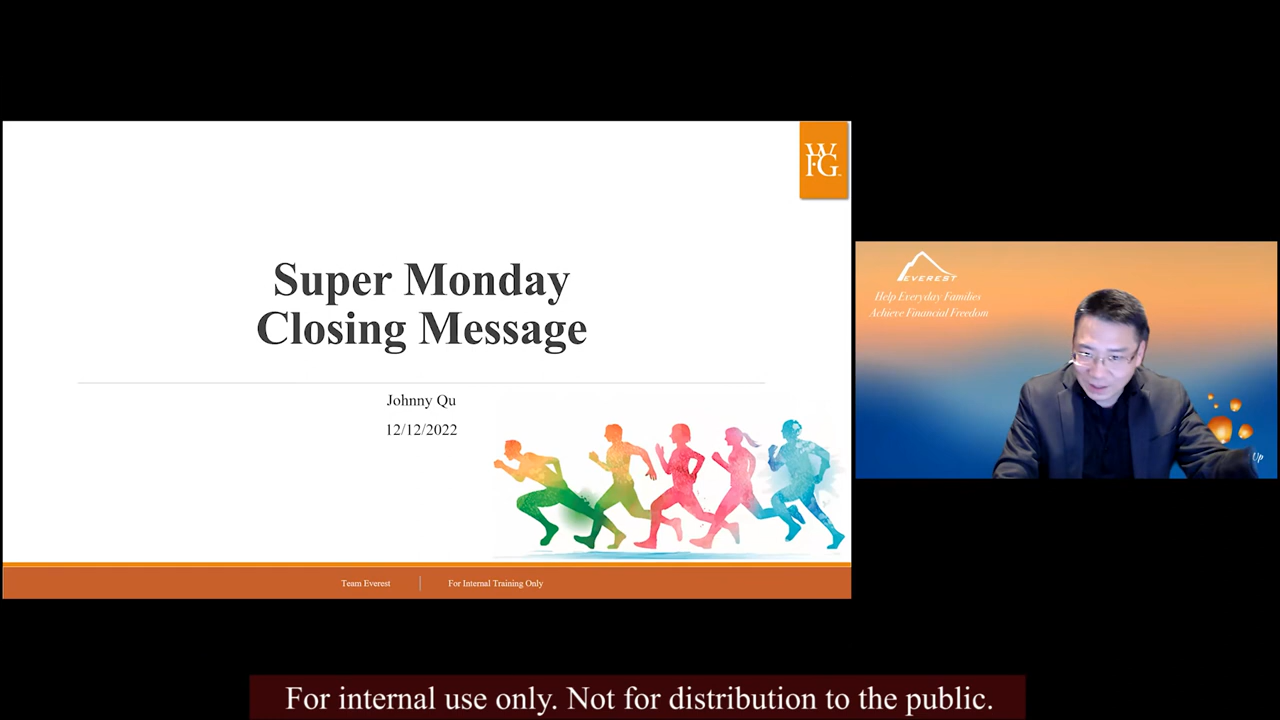 WFG
Super Monday
Closing Message
Johnny Qu
12/12/2022
Team Everest
For Internal Training Only
EVEREST
Help Everyday Families
Achieve Financial Freedom
Up
For internal use only. Not for distribution to the public.